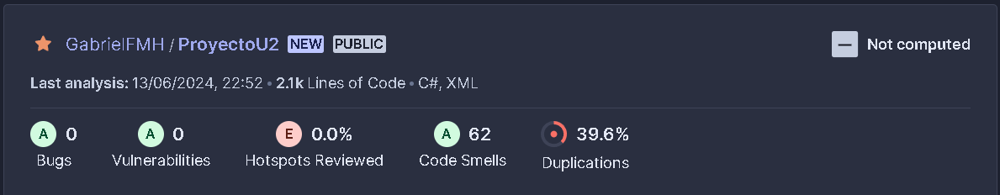 GabrielFMH / ProyectoU2 NEW PUBLIC — Not computed
Last analysis: 13/06/2024, 22:52 • 2.1k Lines of Code • C#, XML
A 0 A 0 E 0.0% A 62 39.6%
Bugs Vulnerabilities Hotspots Reviewed Code Smells Duplications